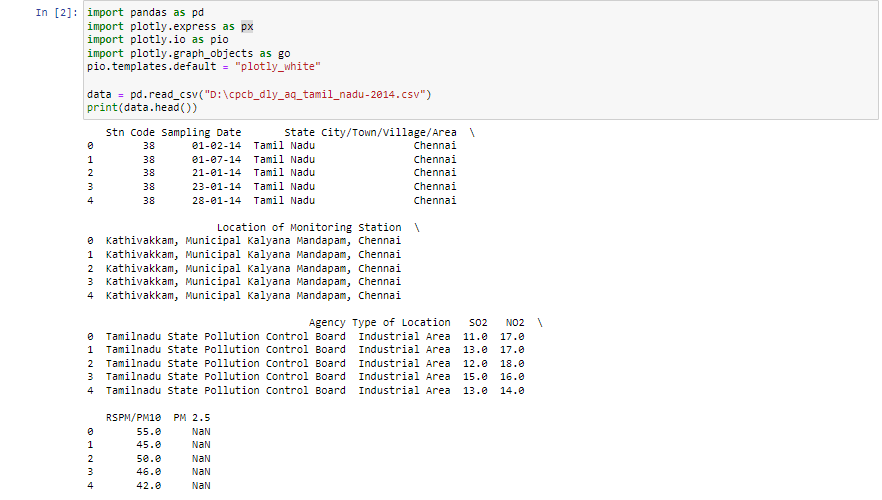 In [2]: import pandas as pd
import plotly.express as px
import plotly.io as pio
import plotly.graph_objects as go
pio.templates.default = "plotly_white"
data = pd.read_csv("D:\cpcb_dly_aq_tamil_nadu-2014.csv")
print(data.head())
Stn Code Sampling Date State City/Town/Village/Area \
0 38 01-02-14 Tamil Nadu Chennai
1 38 01-07-14 Tamil Nadu Chennai
2 38 21-01-14 Tamil Nadu Chennai
3 38 23-01-14 Tamil Nadu Chennai
4 38 28-01-14 Tamil Nadu Chennai
Location of Monitoring Station \
0 Kathivakkam, Municipal Kalyana Mandapam, Chennai
1 Kathivakkam, Municipal Kalyana Mandapam, Chennai
2 Kathivakkam, Municipal Kalyana Mandapam, Chennai
3 Kathivakkam, Municipal Kalyana Mandapam, Chennai
4 Kathivakkam, Municipal Kalyana Mandapam, Chennai
Agency Type of Location SO2 NO2 \
0 Tamilnadu State Pollution Control Board Industrial Area 11.0 17.0
1 Tamilnadu State Pollution Control Board Industrial Area 13.0 17.0
2 Tamilnadu State Pollution Control Board Industrial Area 12.0 18.0
3 Tamilnadu State Pollution Control Board Industrial Area 15.0 16.0
4 Tamilnadu State Pollution Control Board Industrial Area 13.0 14.0
RSPM/PM10 PM 2.5
0 55.0 NaN
1 45.0 NaN
2 50.0 NaN
3 46.0 NaN
4 42.0 NaN